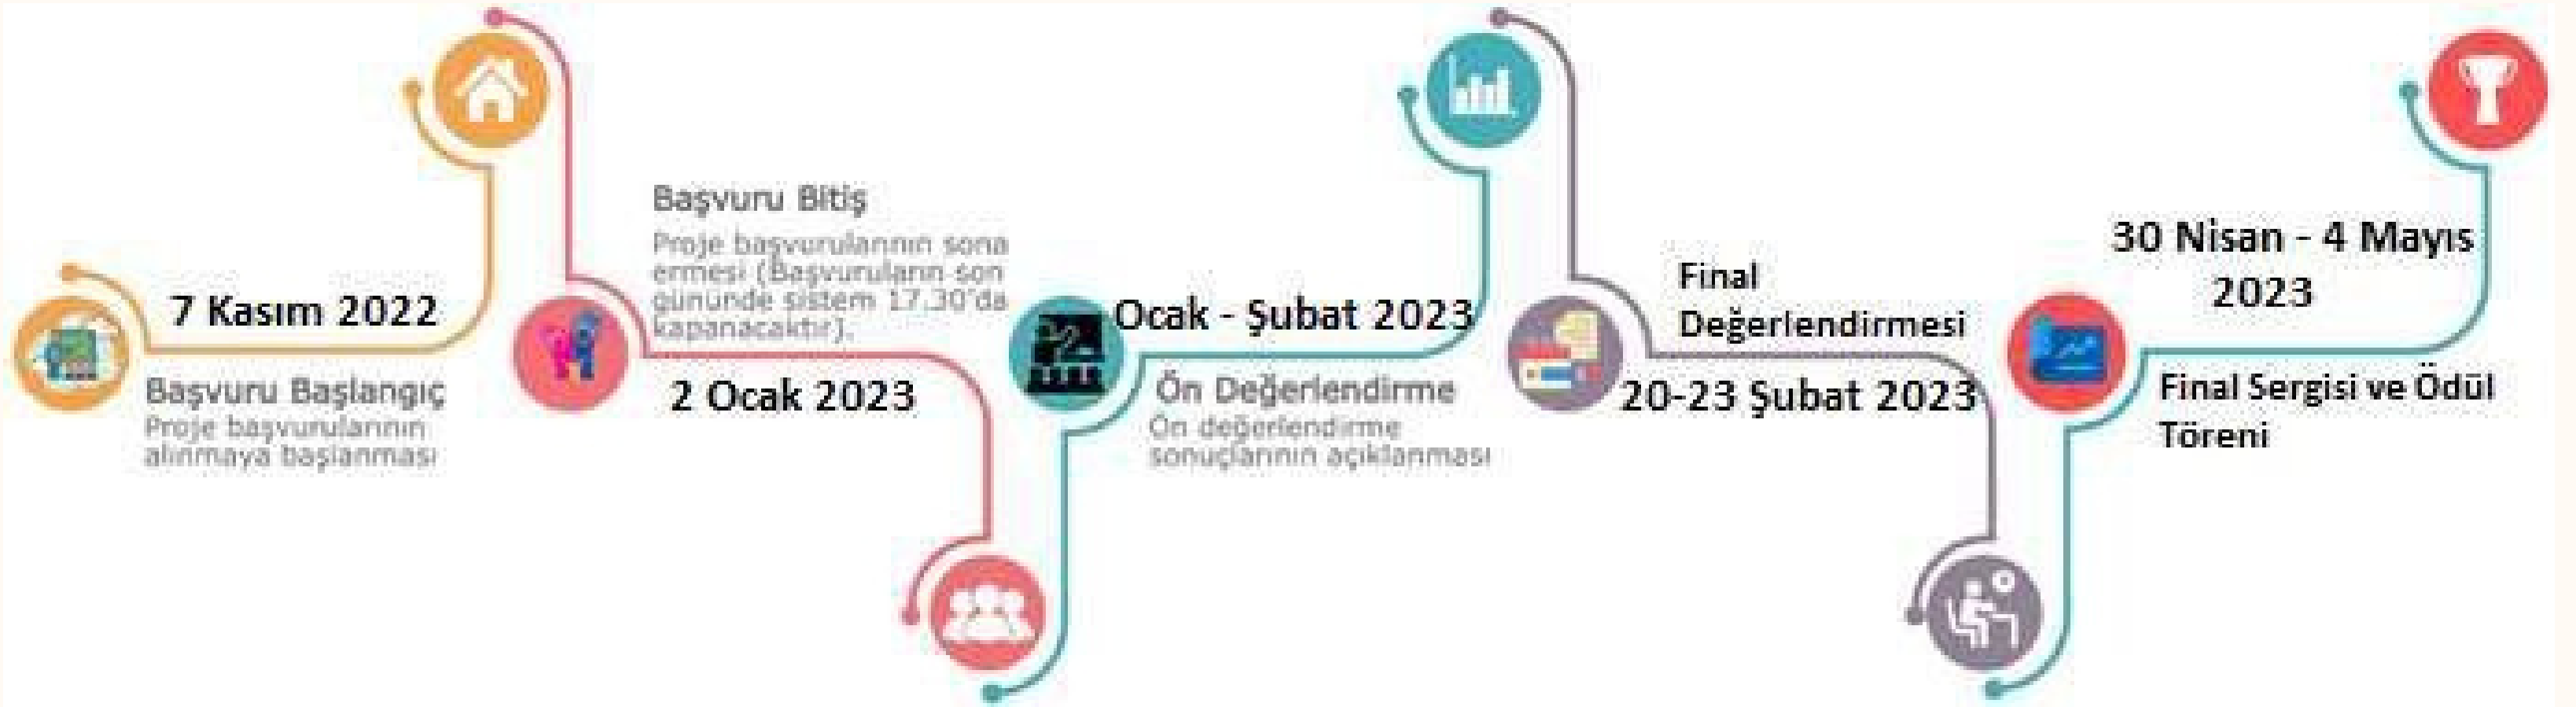 7 Kasım 2022
Başvuru Başlangıç
Proje başvurularının
alınmaya başlanması
Başvuru Bitiş
Proje başvurularının sona
ermesi (Başvuruların son
gününde sistem 17.30'da
kapanacaktır).
2 Ocak 2023
Ocak - Şubat 2023
Ön Değerlendirme
Ön değerlendirme
sonuçlarının açıklanması
Final
Değerlendirmesi
20-23 Şubat 2023
30 Nisan - 4 Mayıs
2023
Final Sergisi ve Ödül
Töreni